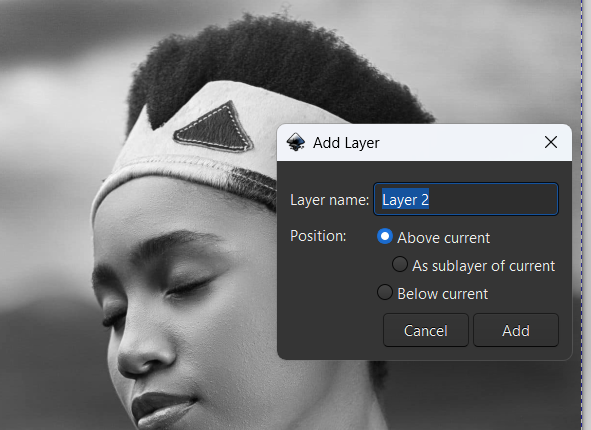 Add Layer
Layer name: Layer 2
Position: Above current
As sublayer of current
Below current
Cancel Add